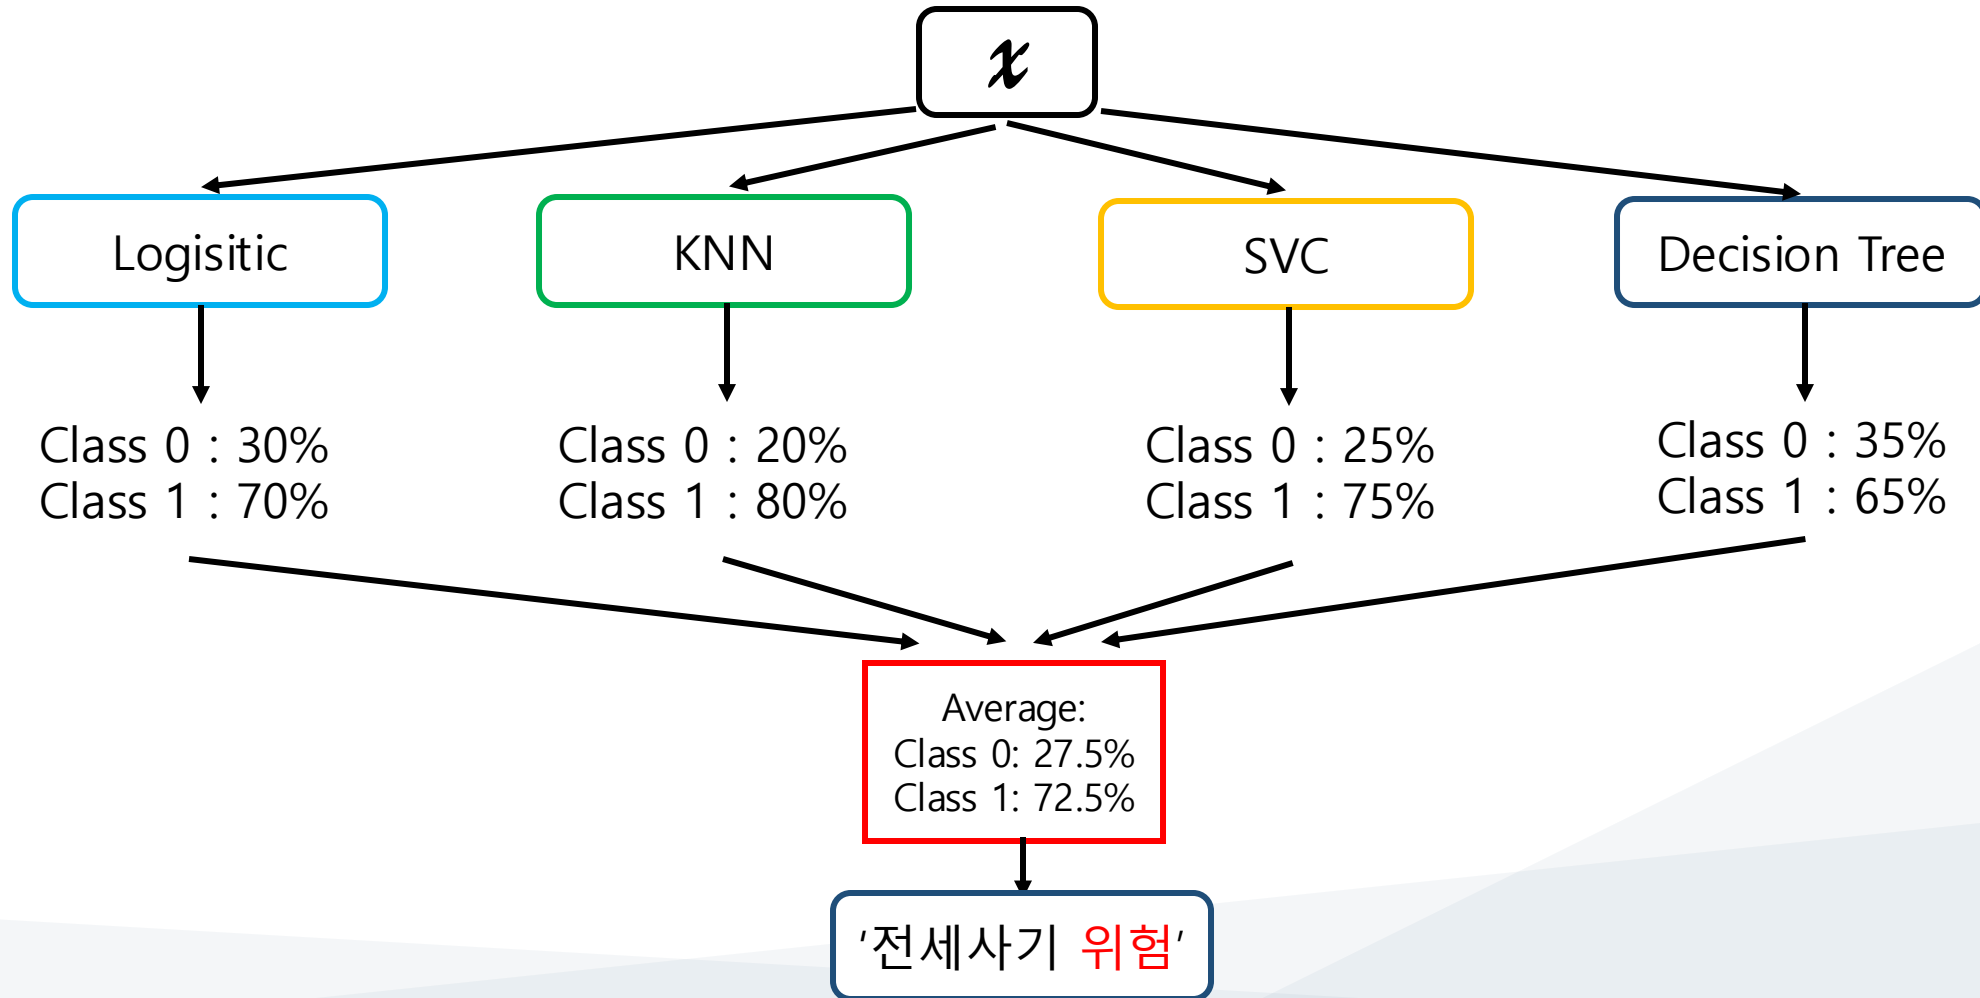 x
Logisitic
KNN
SVC
Decision Tree
Class 0 : 30%
Class 1 : 70%
Class 0 : 20%
Class 1 : 80%
Class 0 : 25%
Class 1 : 75%
Class 0 : 35%
Class 1 : 65%
Average:
Class 0: 27.5%
Class 1: 72.5%
'전세사기 위험'